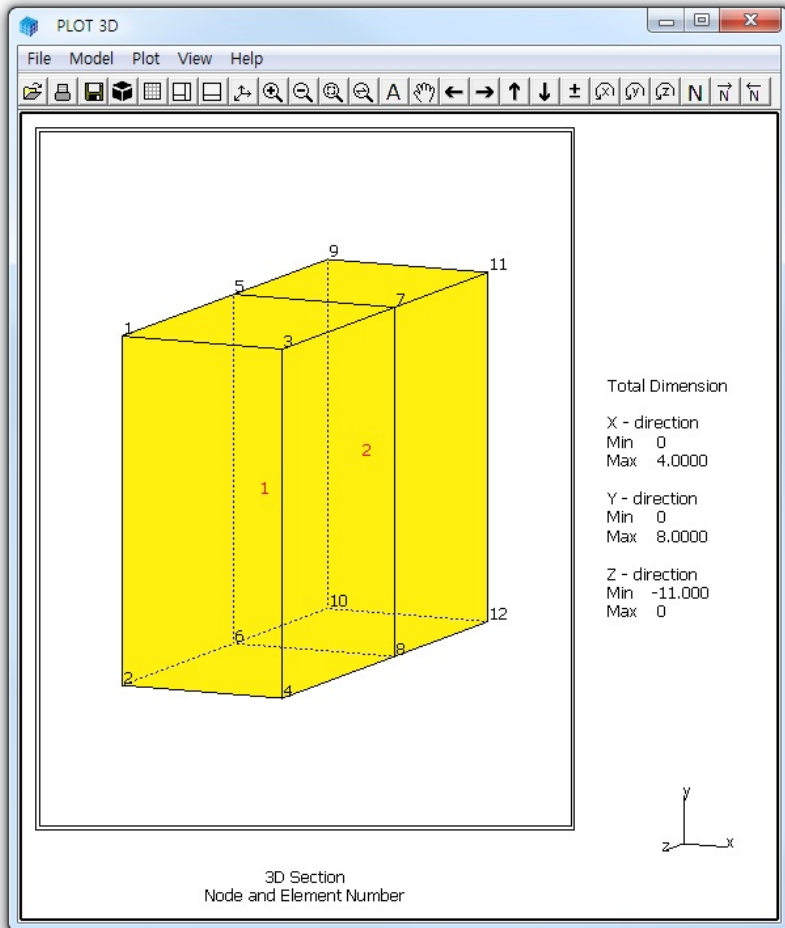 PLOT 3D
File Model Plot View Help
A ± x y z N N N
9
11
5
7
1
3
2
1
10
12
6
8
2
4
Total Dimension
X - direction
Min 0
Max 4.0000
Y - direction
Min 0
Max 8.0000
Z - direction
Min -11.000
Max 0
y
z x
3D Section
Node and Element Number